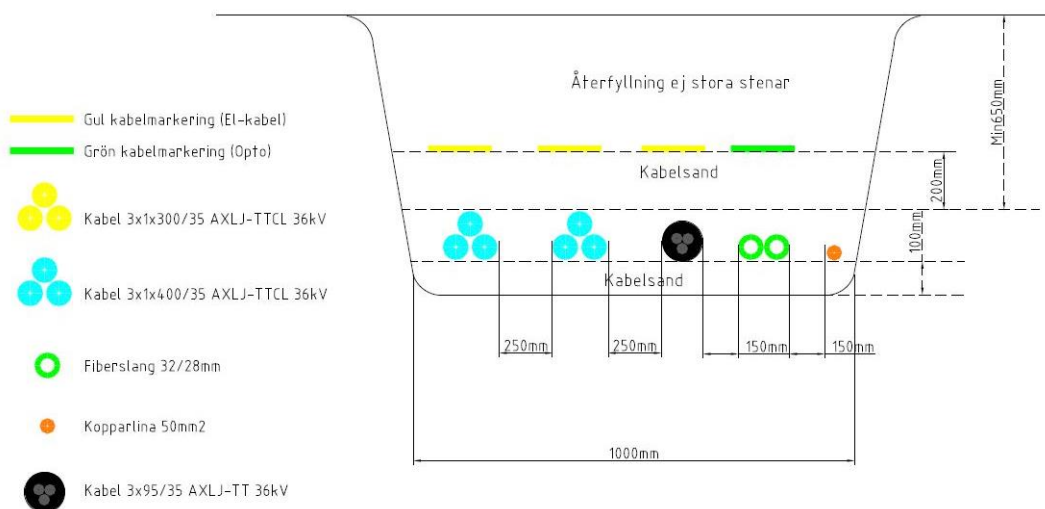 Återfyllning ej stora stenar
Min650mm
Gul kabelmarkering (El-kabel)
Grön kabelmarkering (Opto)
Kabelsand
200mm
Kabel 3x1x300/35 AXLJ-TTCL 36kV
100mm
Kabelsand
Kabel 3x1x400/35 AXLJ-TTCL 36kV
250mm
250mm
150mm
150mm
Fiberslang 32/28mm
Kopparlina 50mm2
1000mm
Kabel 3x95/35 AXLJ-TT 36kV